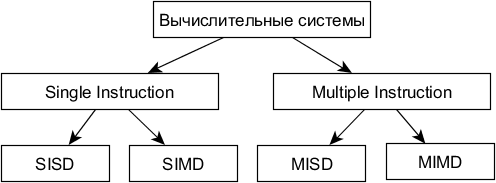 Вычислительные системы
Single Instruction
Multiple Instruction
SISD
SIMD
MISD
MIMD